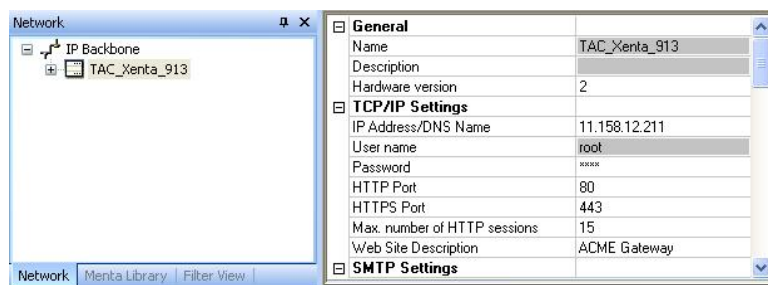 Network
IP Backbone
TAC_Xenta_913
Network Menta Library Filter View
General
Name TAC_Xenta_913
Description
Hardware version 2
TCP/IP Settings
IP Address/DNS Name 11.158.12.211
User name root
Password ****
HTTP Port 80
HTTPS Port 443
Max. number of HTTP sessions 15
Web Site Description ACME Gateway
SMTP Settings